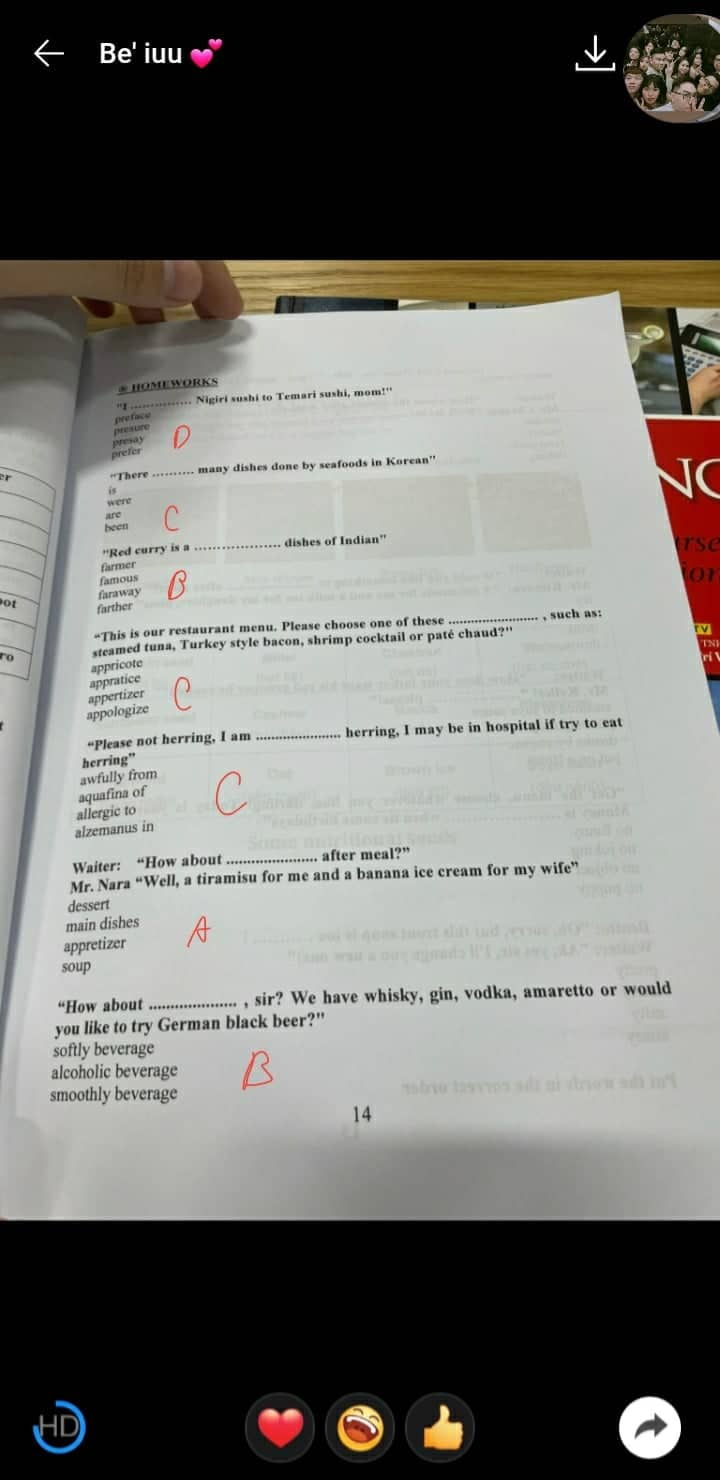 Be' iuu 💕
⊛ HOMEWORKS
"I .............. Nigiri sushi to Temari sushi, mom!"
preface
presure
presay
prefer
D
"There .......... many dishes done by seafoods in Korean"
is
were
are
been
C
"Red curry is a .................... dishes of Indian"
farmer
famous
faraway
farther
B
"This is our restaurant menu. Please choose one of these ........................ , such as:
steamed tuna, Turkey style bacon, shrimp cocktail or paté chaud?"
appricote
appratice
appertizer
appologize
C
"Please not herring, I am ...................... herring, I may be in hospital if try to eat
herring"
awfully from
aquafina of
allergic to
alzemanus in
C
Waiter: "How about ....................... after meal?"
Mr. Nara "Well, a tiramisu for me and a banana ice cream for my wife"
dessert
main dishes
appretizer
soup
A
"How about .................... , sir? We have whisky, gin, vodka, amaretto or would
you like to try German black beer?"
softly beverage
alcoholic beverage
smoothly beverage
B
14
HD